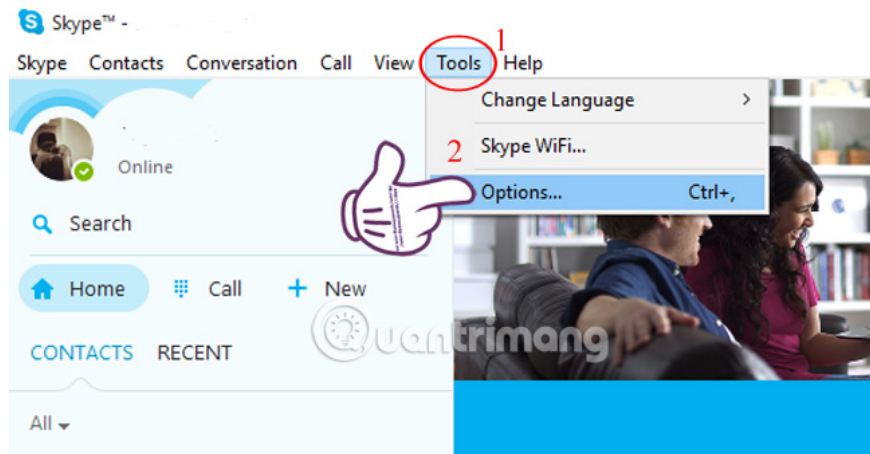 Skype™ -
Skype Contacts Conversation Call View Tools Help
1
Change Language
2 Skype WiFi...
Online
Options... Ctrl+,
Search
Home Call New
Quantrimang
CONTACTS RECENT
All